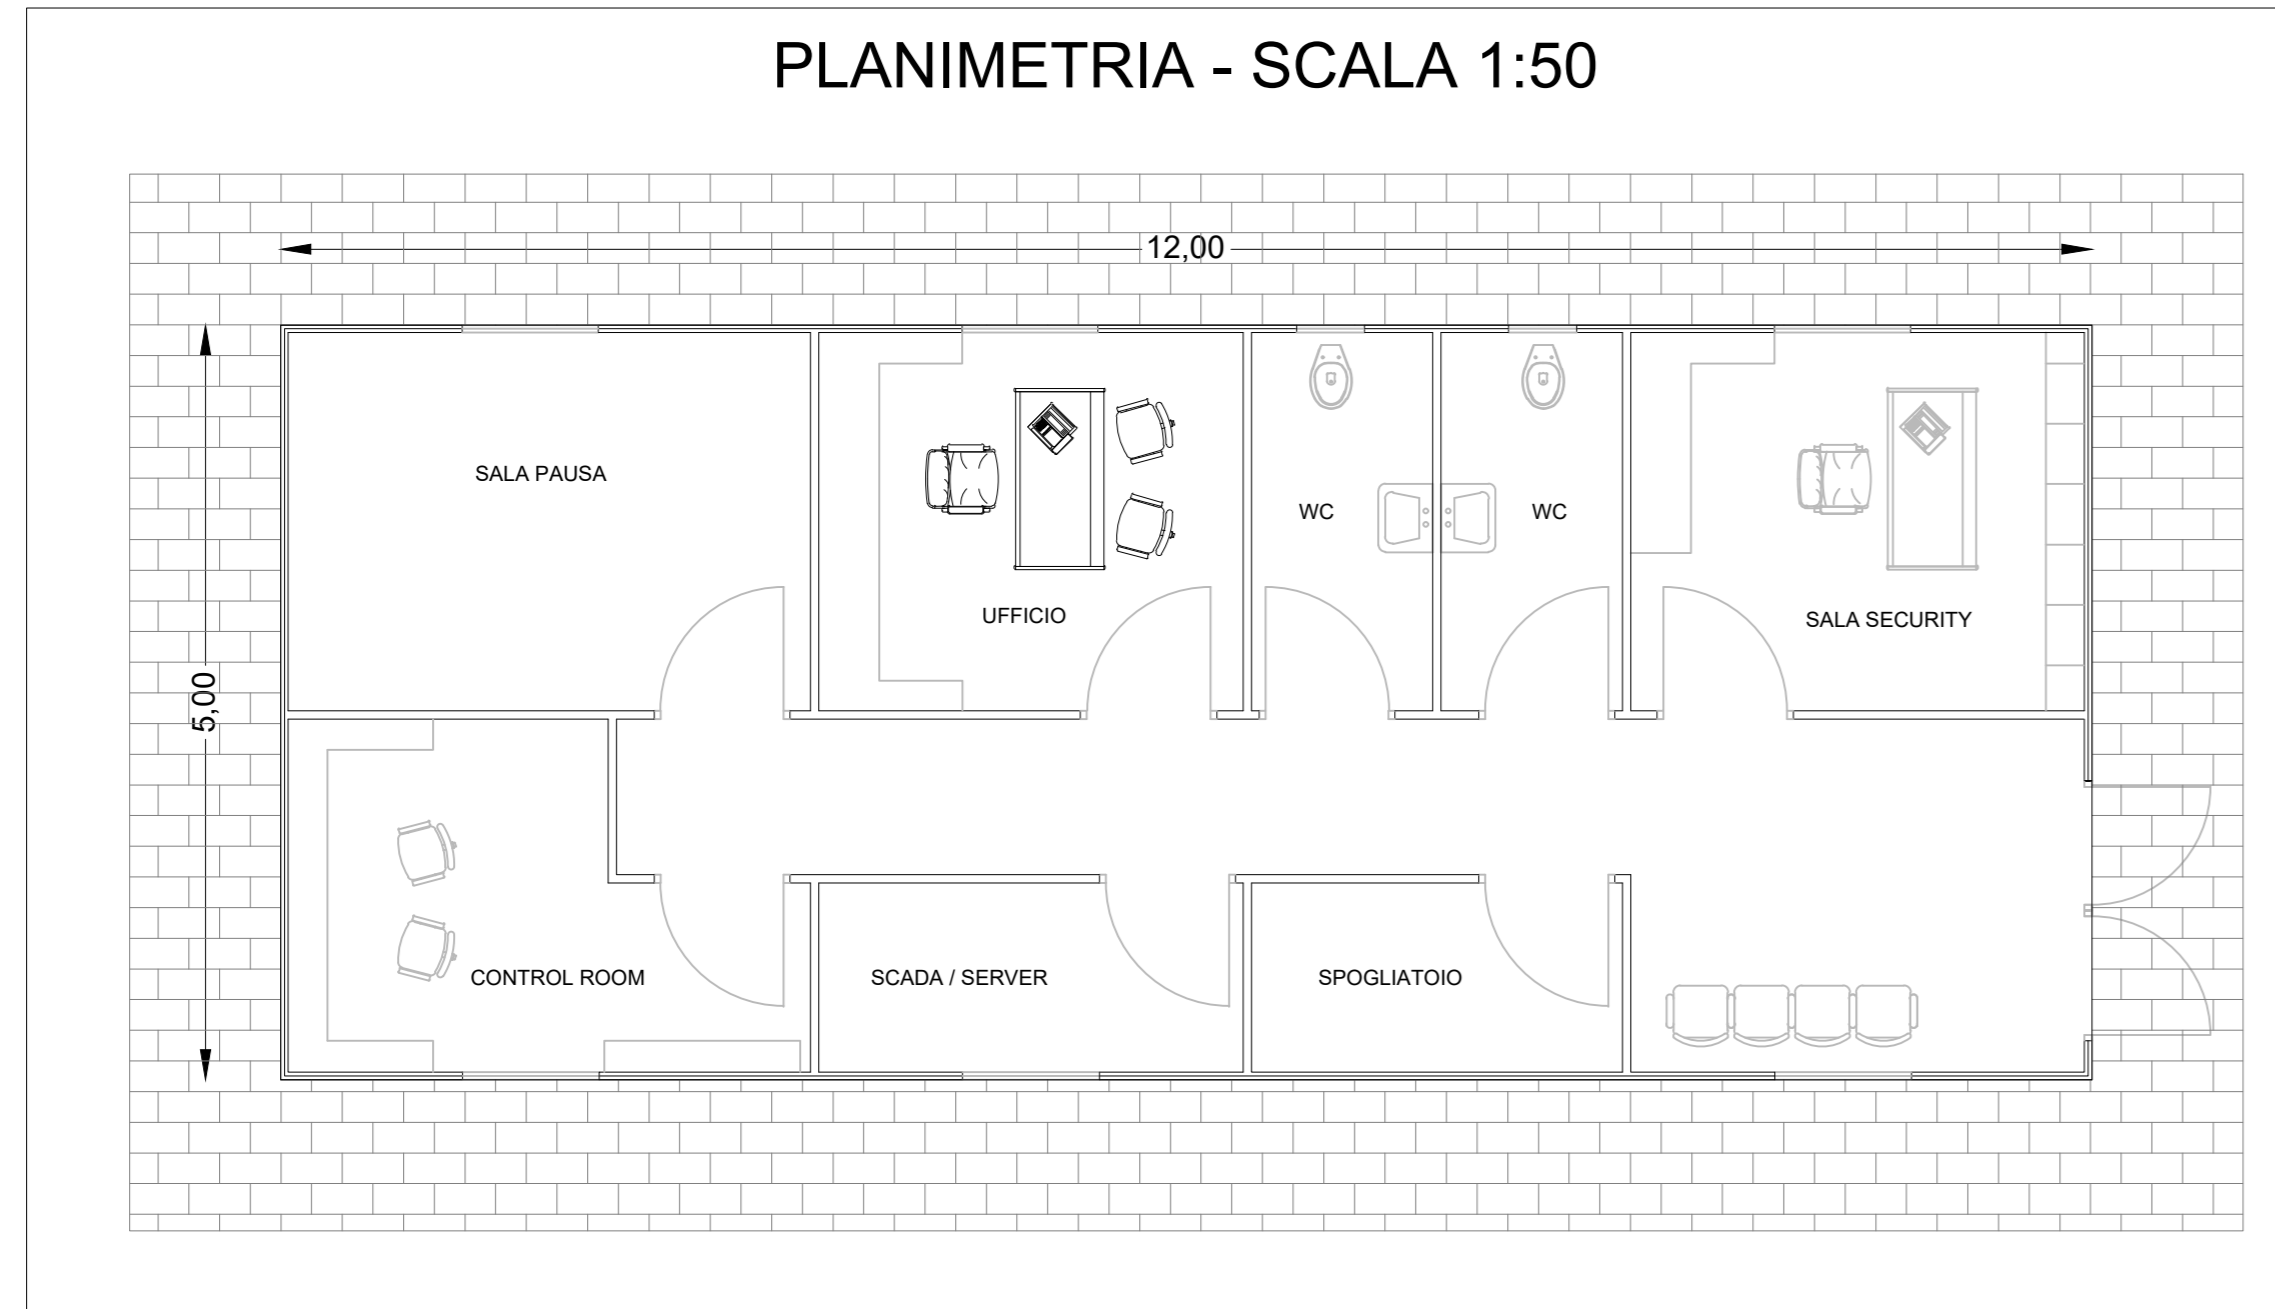 PLANIMETRIA - SCALA 1:50
12,00
5,00
SALA PAUSA
UFFICIO
WC
WC
SALA SECURITY
CONTROL ROOM
SCADA / SERVER
SPOGLIATOIO